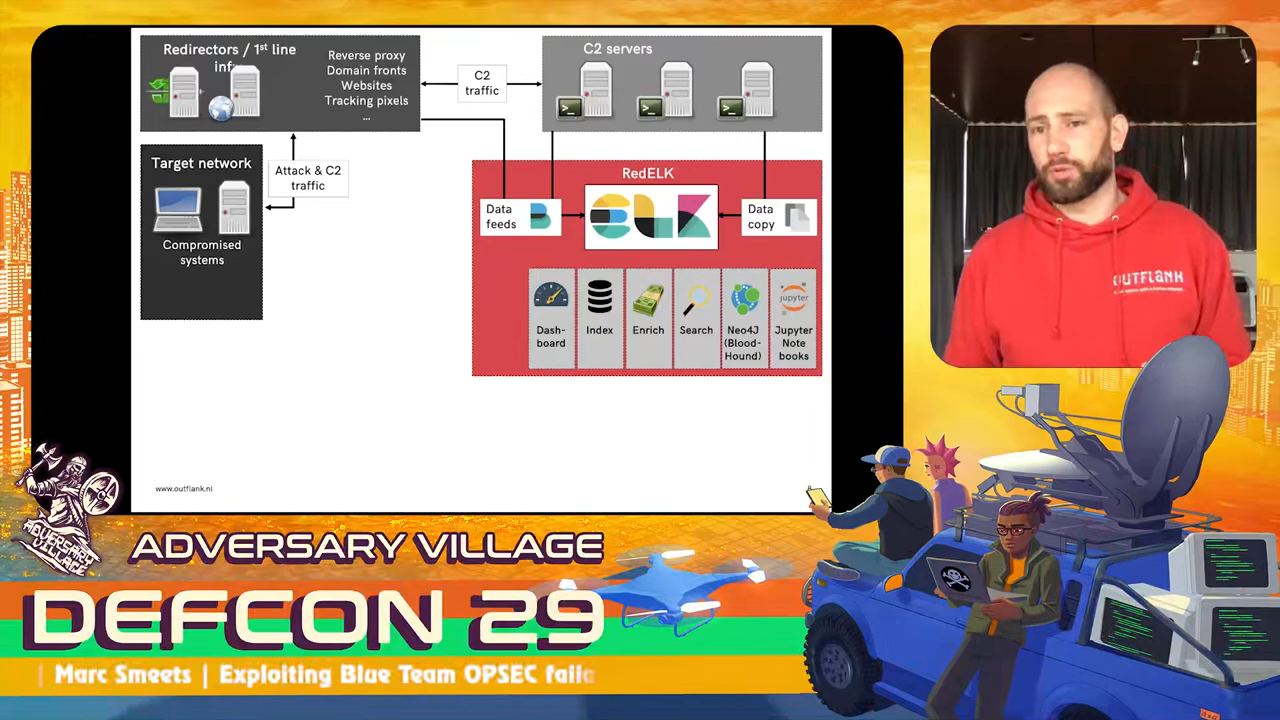 Redirectors / 1st line
Reverse proxy
Domain fronts
Websites
Tracking pixels
...
C2
traffic
C2 servers
Target network
Attack & C2
traffic
Compromised
systems
RedELK
Data
feeds
Data
copy
Dash-
board
Index
Enrich
Search
Neo4J
(Blood-
Hound)
jupyter
Jupyter
Note
books
www.outflank.nl
OUTFLANK
ADVERSARY
VILLAGE
ADVERSARY VILLAGE
DEFCON 29
| Marc Smeets | Exploiting Blue Team OPSEC